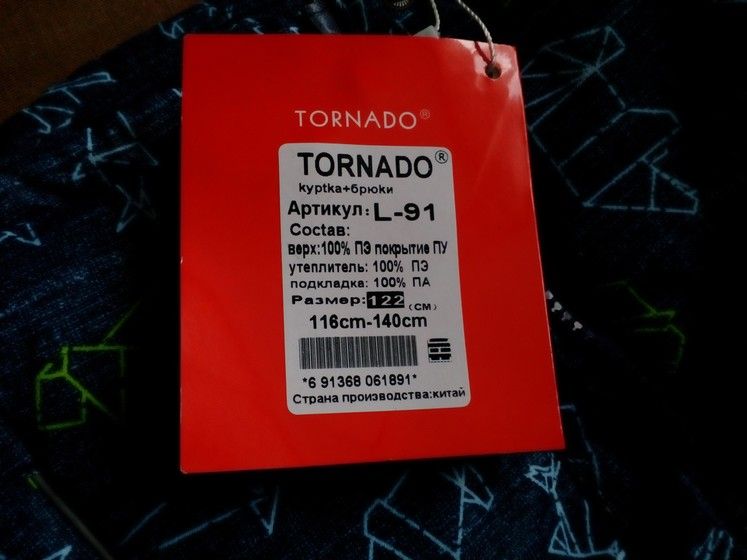 TORNADO®
TORNADO®
куртка+брюки
Артикул: L-91
Состав:
верх:100% ПЭ покрытие ПУ
утеплитель: 100% ПЭ
подкладка: 100% ПА
Размер:122 (СМ)
116cm-140cm
*6 91368 061891*
Страна производства:китай